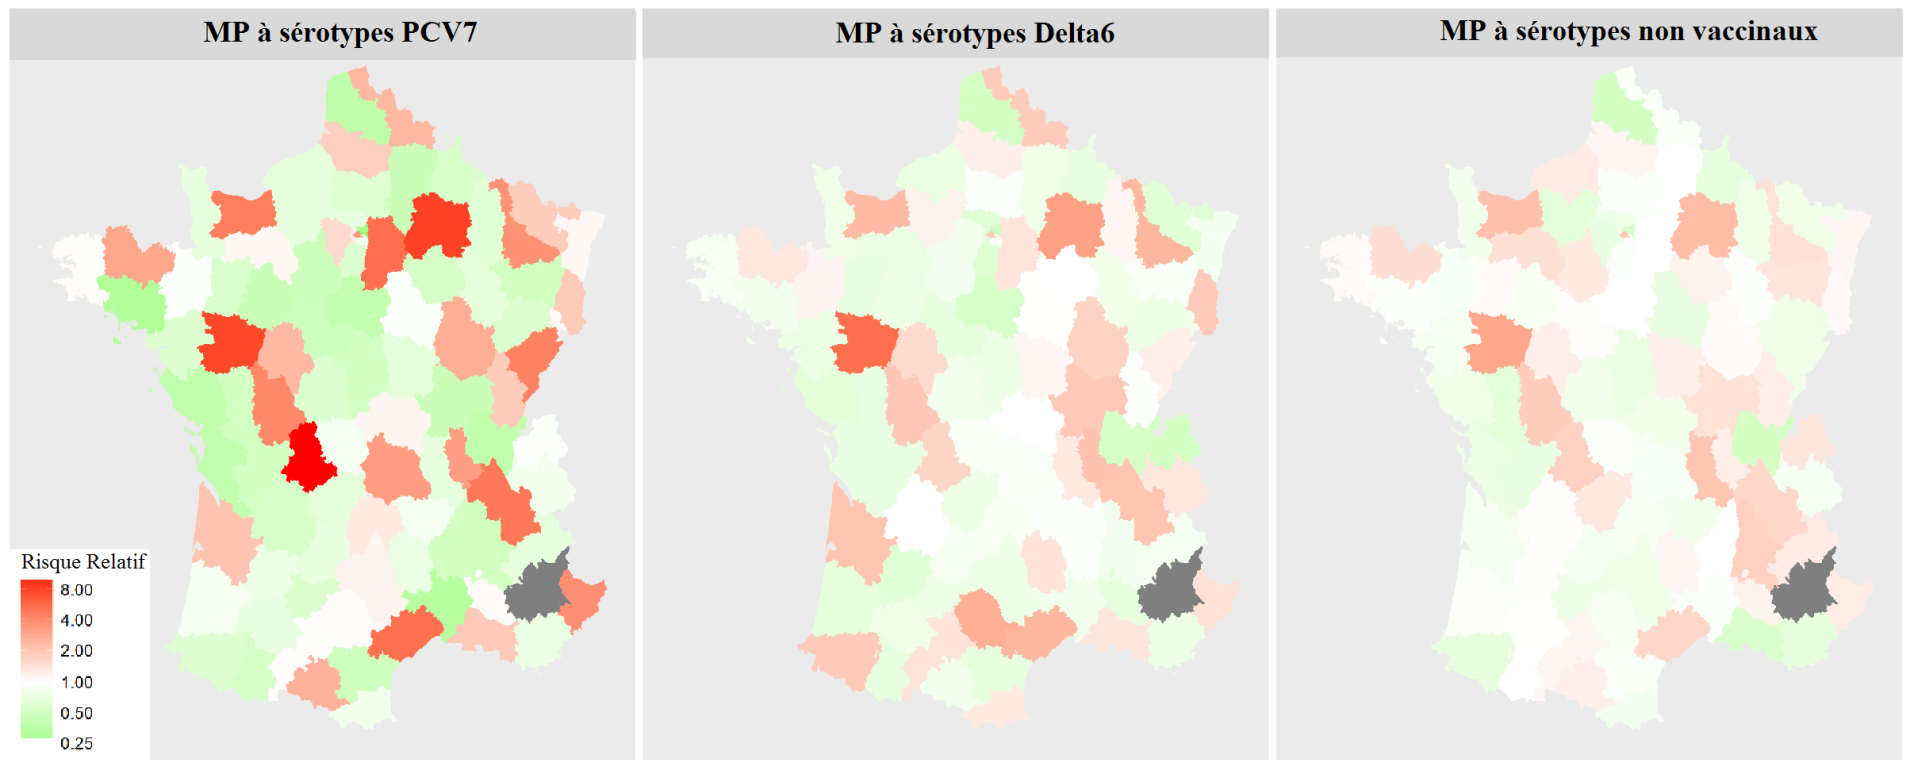 MP à sérotypes PCV7
MP à sérotypes Delta6
MP à sérotypes non vaccinaux
Risque Relatif
8.00
4.00
2.00
1.00
0.50
0.25